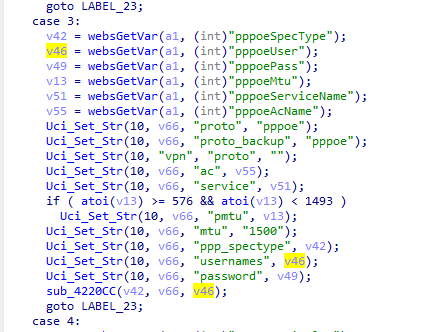 goto LABEL_23;
case 3:
v42 = websGetVar(a1, (int)"pppoeSpecType");
v46 = websGetVar(a1, (int)"pppoeUser");
v49 = websGetVar(a1, (int)"pppoePass");
v13 = websGetVar(a1, (int)"pppoeMtu");
v51 = websGetVar(a1, (int)"pppoeServiceName");
v55 = websGetVar(a1, (int)"pppoeAcName");
Uci_Set_Str(10, v66, "proto", "pppoe");
Uci_Set_Str(10, v66, "proto_backup", "pppoe");
Uci_Set_Str(10, "vpn", "proto", "");
Uci_Set_Str(10, v66, "ac", v55);
Uci_Set_Str(10, v66, "service", v51);
if ( atoi(v13) >= 576 && atoi(v13) < 1493 )
Uci_Set_Str(10, v66, "pmtu", v13);
Uci_Set_Str(10, v66, "mtu", "1500");
Uci_Set_Str(10, v66, "ppp_spectype", v42);
Uci_Set_Str(10, v66, "usernames", v46);
Uci_Set_Str(10, v66, "password", v49);
sub_4220CC(v42, v66, v46);
goto LABEL_23;
case 4: